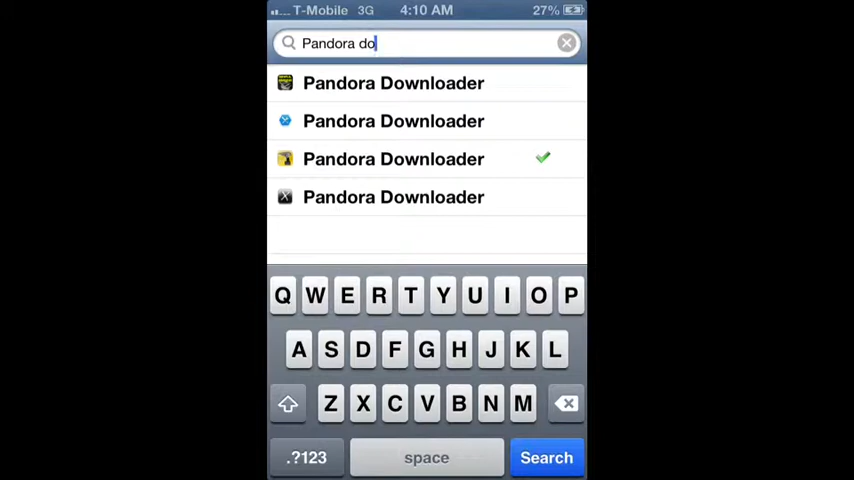 T-Mobile 3G 4:10 AM 27%
Pandora do
Pandora Downloader
Pandora Downloader
Pandora Downloader
Pandora Downloader
Q W E R T Y U I O P
A S D F G H J K L
Z X C V B N M
.?123 space Search